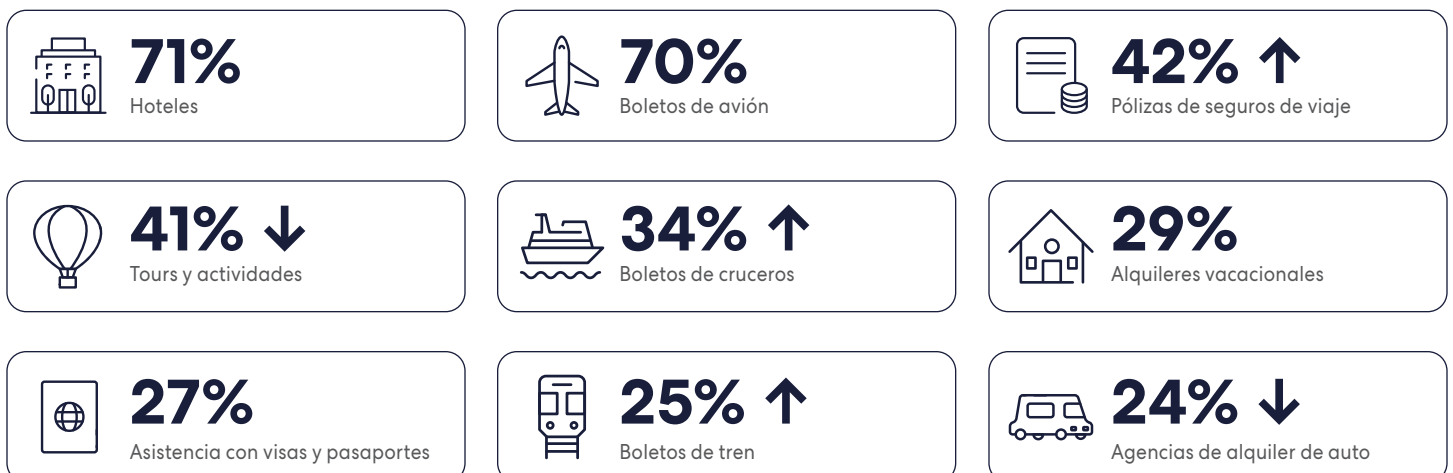 71%
Hoteles
70%
Boletos de avión
42% ↑
Pólizas de seguros de viaje
41% ↓
Tours y actividades
34% ↑
Boletos de cruceros
29%
Alquileres vacacionales
27%
Asistencia con visas y pasaportes
25% ↑
Boletos de tren
24% ↓
Agencias de alquiler de auto